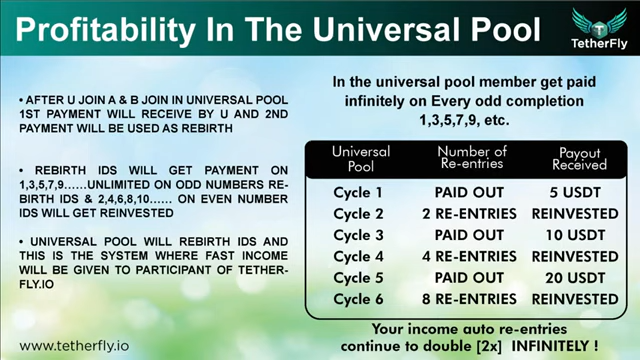 Profitability In The Universal Pool
TetherFly
• AFTER U JOIN A & B JOIN IN UNIVERSAL POOL
1ST PAYMENT WILL RECEIVE BY U AND 2ND
PAYMENT WILL BE USED AS REBIRTH
• REBIRTH IDS WILL GET PAYMENT ON
1,3,5,7,9......UNLIMITED ON ODD NUMBERS RE-
BIRTH IDS & 2,4,6,8,10...... ON EVEN NUMBER
IDS WILL GET REINVESTED
• UNIVERSAL POOL WILL REBIRTH IDS AND
THIS IS THE SYSTEM WHERE FAST INCOME
WILL BE GIVEN TO PARTICIPANT OF TETHER-
FLY.IO
www.tetherfly.io
In the universal pool member get paid
infinitely on Every odd completion
1,3,5,7,9, etc.
Universal Pool Number of Re-entries Payout Received
Cycle 1 PAID OUT 5 USDT
Cycle 2 2 RE-ENTRIES REINVESTED
Cycle 3 PAID OUT 10 USDT
Cycle 4 4 RE-ENTRIES REINVESTED
Cycle 5 PAID OUT 20 USDT
Cycle 6 8 RE-ENTRIES REINVESTED
Your income auto re-entries
continue to double [2x] INFINITELY !